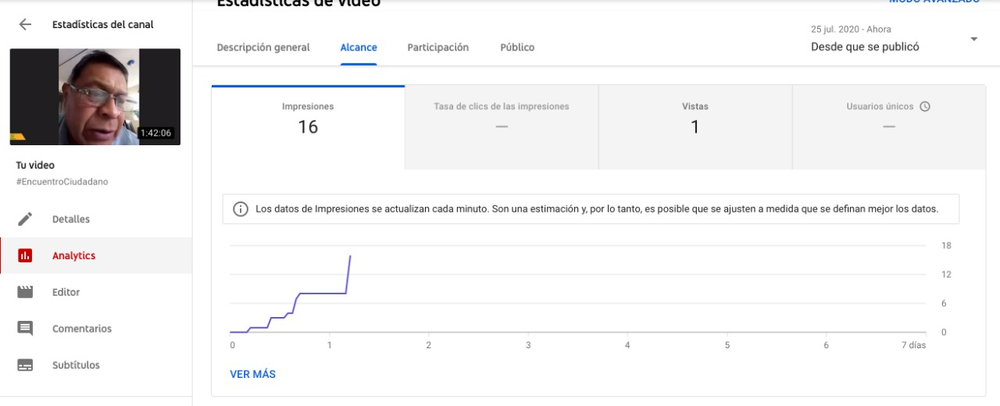 Estadísticas de video
MODO AVANZADO
Estadísticas del canal
25 jul. 2020 - Ahora
Desde que se publicó
Descripción general
Alcance
Participación
Público
1:42:06
Tu video
#EncuentroCiudadano
Detalles
Analytics
Editor
Comentarios
Subtítulos
Impresiones
16
Tasa de clics de las impresiones
—
Vistas
1
Usuarios únicos
—
Los datos de Impresiones se actualizan cada minuto. Son una estimación y, por lo tanto, es posible que se ajusten a medida que se definan mejor los datos.
18
12
6
0
0 1 2 3 4 5 6 7 días
VER MÁS